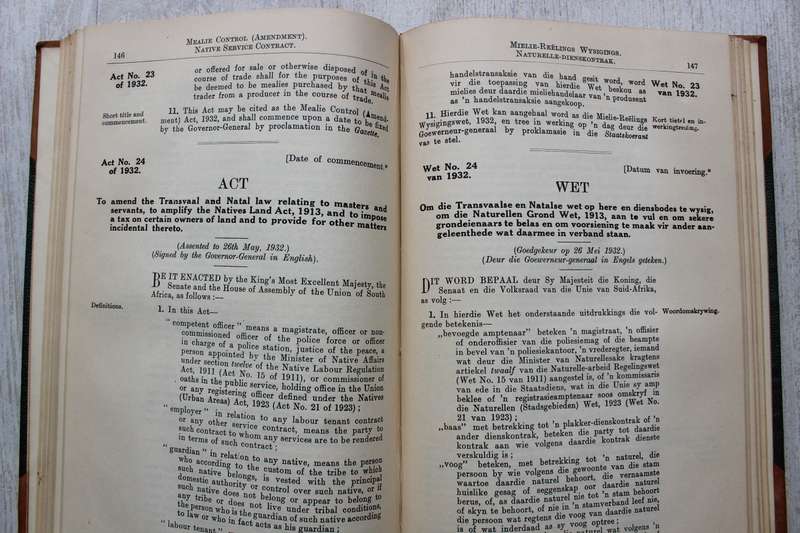 146
MEALIE CONTROL (AMENDMENT).
NATIVE SERVICE CONTRACT.
Act No. 23
of 1932.
or offered for sale or otherwise disposed of in the
course of trade shall for the purposes of this Act
be deemed to be mealies purchased by that mealie
trader from a producer in the course of trade.
Short title and
commencement.
11. This Act may be cited as the Mealie Control (Amend-
ment) Act, 1932, and shall commence upon a date to be fixed
by the Governor-General by proclamation in the Gazette.
Act No. 24
of 1932.
[Date of commencement.*
ACT
To amend the Transvaal and Natal law relating to masters and
servants, to amplify the Natives Land Act, 1913, and to impose
a tax on certain owners of land and to provide for other matters
incidental thereto.
(Assented to 26th May, 1932.)
(Signed by the Governor-General in English).
BE IT ENACTED by the King's Most Excellent Majesty, the
Senate and the House of Assembly of the Union of South
Africa, as follows :—
Definitions.
1. In this Act—
" competent officer " means a magistrate, officer or non-
commissioned officer of the police force or officer
in charge of a police station, justice of the peace, a
person appointed by the Minister of Native Affairs
under section twelve of the Native Labour Regulation
Act, 1911 (Act No. 15 of 1911), or commissioner of
oaths in the public service, holding office in the Union
or any registering officer defined under the Natives
(Urban Areas) Act, 1923 (Act No. 21 of 1923) ;
" employer " in relation to any labour tenant contract
or any other service contract, means the party to
such contract to whom any services are to be rendered
in terms of such contract ;
" guardian " in relation to any native, means the person
who according to the custom of the tribe to which
such native belongs, is vested with the principal
domestic authority or control over such native, or if
such native does not belong or appear to belong to
any tribe or does not live under tribal conditions,
the person who is the guardian of such native according
to law or who in fact acts as his guardian ;
" labour tenant "
MIELIE-REËLINGS WYSIGINGS.
NATURELLE-DIENSKONTRAK.
147
handelstransaksie van die hand gesit word, word
vir die toepassing van hierdie Wet beskou as
mielies deur daardie mieliehandelaar van 'n produsent
as 'n handelstransaksie aangekoop.
Wet No. 23
van 1932.
11. Hierdie Wet kan aangehaal word as die Mielie-Reëlings
Wysigingswet, 1932, en tree in werking op 'n dag deur die
Goewerneur-generaal by proklamasie in die Staatskoerant
vas te stel.
Kort titel en in-
werkingtreding.
Wet No. 24
van 1932.
[Datum van invoering.*
WET
Om die Transvaalse en Natalse wet op here en diensbodes te wysig,
om die Naturellen Grond Wet, 1913, aan te vul en om sekere
grondeienaars te belas en om voorsiening te maak vir ander aan-
geleenthede wat daarmee in verband staan.
(Goedgekeur op 26 Mei 1932.)
(Deur die Goewerneur-generaal in Engels geteken.)
DIT WORD BEPAAL deur Sy Majesteit die Koning, die
Senaat en die Volksraad van die Unie van Suid-Afrika,
as volg :—
1. In hierdie Wet het onderstaande uitdrukkings die vol-
gende betekenis—
Woordomskrywing.
„bevoegde amptenaar" beteken 'n magistraat, 'n offisier
of onderoffisier van die poliesiemag of die beampte
in bevel van 'n poliesiekantoor, 'n vrederegter, iemand
wat deur die Minister van Naturellesake kragtens
artiekel twaalf van die Naturelle-arbeid Regelingswet
(Wet No. 15 van 1911) aangestel is, of 'n kommissaris
van ede in die Staatsdiens, wat in die Unie sy amp
beklee of 'n registrasieamptenaar soos omskryf in
die Naturellen (Stadsgebieden) Wet, 1923 (Wet No.
21 van 1923) ;
„baas" met betrekking tot 'n plakker-dienskontrak of 'n
ander dienskontrak, beteken die party tot daardie
kontrak aan wie volgens daardie kontrak dienste
verskuldig is ;
„voog" beteken, met betrekking tot 'n naturel, die
persoon by wie volgens die gewoonte van die stam
waartoe daardie naturel behoort, die vernaamste
huislike gesag of seggenskap oor daardie naturel
berus, of, as daardie naturel nie tot 'n stam behoort
of skyn te behoort, of nie in 'n stamverband leef nie,
die persoon wat regtens die voog van daardie naturel
is of wat inderdaad as sy voog optree ;